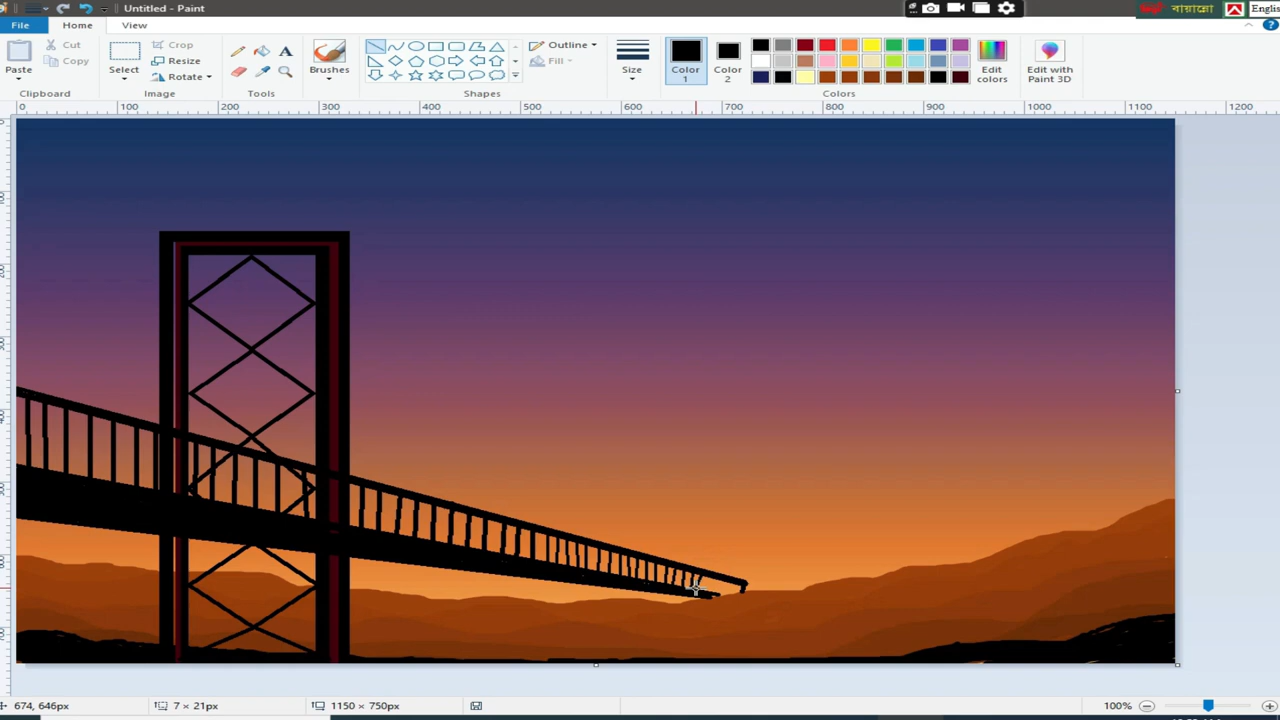 Untitled - Paint
বায়ান্নো
Englis
File
Home
View
Paste
Cut
Copy
Clipboard
Select
Crop
Resize
Rotate
Image
Tools
Brushes
Outline
Fill
Shapes
Size
Color
1
Color
2
Edit
colors
Colors
Edit with
Paint 3D
0
100
200
300
400
500
600
700
800
900
1000
1100
1200
674, 646px
7 × 21px
1150 × 750px
100%